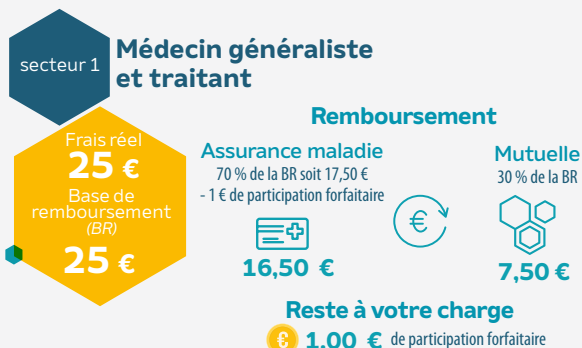 secteur 1
Médecin généraliste
et traitant
Frais réel
25 €
Base de
remboursement
(BR)
25 €
Remboursement
Assurance maladie
70 % de la BR soit 17,50 €
- 1 € de participation forfaitaire
16,50 €
€
Mutuelle
30 % de la BR
7,50 €
Reste à votre charge
€ 1,00 € de participation forfaitaire